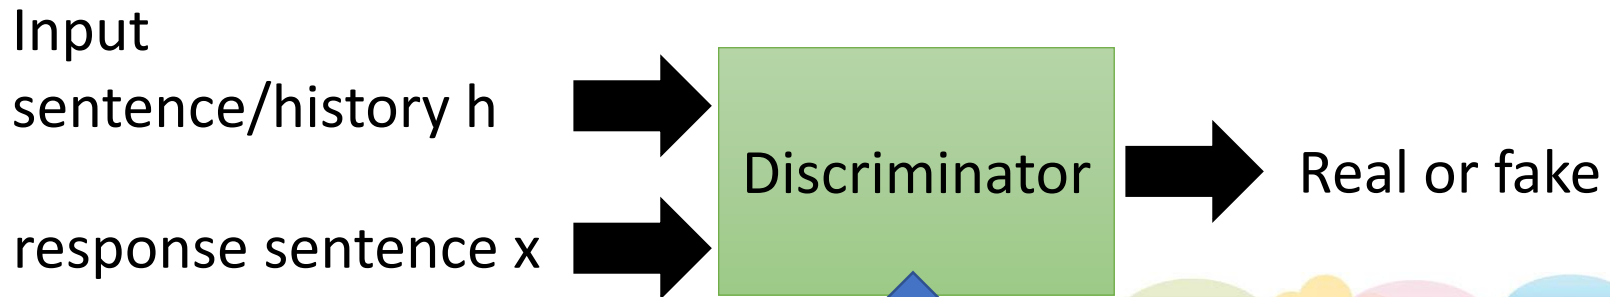 Input
sentence/history h
Discriminator
Real or fake
response sentence x